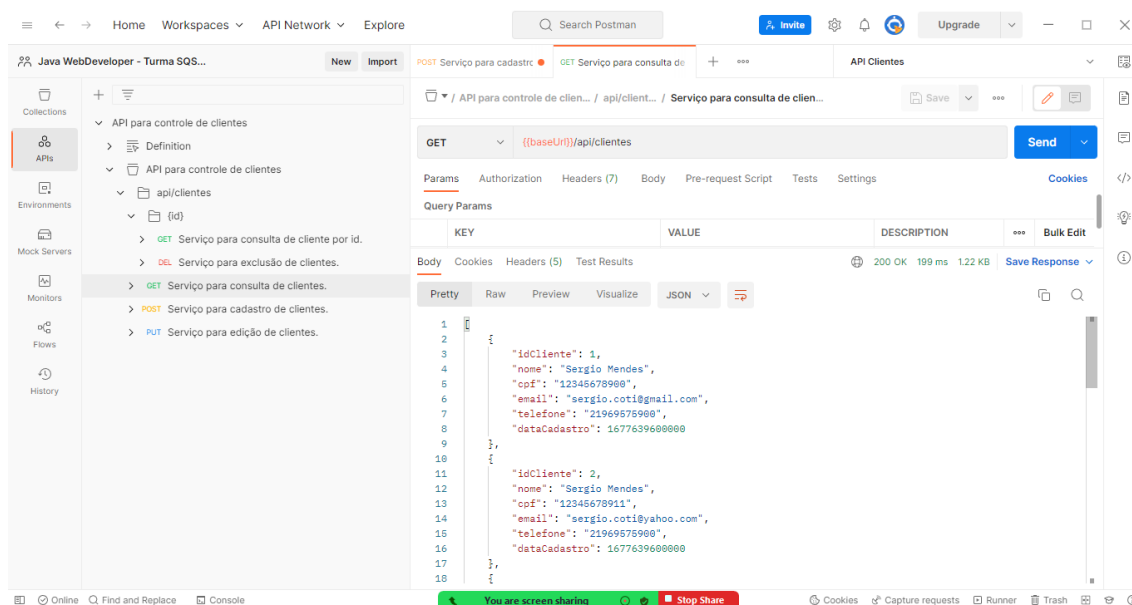 Home Workspaces API Network Explore Search Postman Invite Upgrade
Java WebDeveloper - Turma SQS... New Import
POST Serviço para cadastro GET Serviço para consulta de API Clientes
Collections
APIs
Environments
Mock Servers
Monitors
Flows
History
API para controle de clientes
Definition
API para controle de clientes
api/clientes
{id}
GET Serviço para consulta de cliente por id.
DEL Serviço para exclusão de clientes.
GET Serviço para consulta de clientes.
POST Serviço para cadastro de clientes.
PUT Serviço para edição de clientes.
/ API para controle de clien... / api/client... / Serviço para consulta de clien... Save
GET {{baseUrl}}/api/clientes Send
Params Authorization Headers (7) Body Pre-request Script Tests Settings Cookies
Query Params
KEY VALUE DESCRIPTION Bulk Edit
Body Cookies Headers (5) Test Results 200 OK 199 ms 1.22 KB Save Response
Pretty Raw Preview Visualize JSON
1 [
2 {
3 "idCliente": 1,
4 "nome": "Sergio Mendes",
5 "cpf": "12345678900",
6 "email": "sergio.coti@gmail.com",
7 "telefone": "21969575900",
8 "dataCadastro": 1677639600000
9 },
10 {
11 "idCliente": 2,
12 "nome": "Sergio Mendes",
13 "cpf": "12345678911",
14 "email": "sergio.coti@yahoo.com",
15 "telefone": "21969575900",
16 "dataCadastro": 1677639600000
17 },
18 {
Online Find and Replace Console You are screen sharing Stop Share Cookies Capture requests Runner Trash